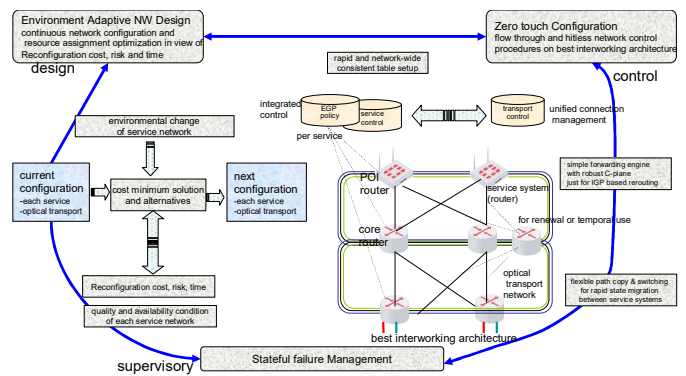 Environment Adaptive NW Design
continuous network configuration and
resource assignment optimization in view of
Reconfiguration cost, risk and time
design
Zero touch Configuration
flow through and hitless network control
procedures on best interworking architecture
control
rapid and network-wide
consistent table setup
integrated
control
EGP
policy
service
control
transport
control
unified connection
management
per service
environmental change
of service network
current
configuration
-each service
-optical transport
cost minimum solution
and alternatives
next
configuration
-each service
-optical transport
POI
router
service system
(router)
simple forwarding engine
with robust C-plane
just for IGP based rerouting
for renewal or temporal use
core
router
optical
transport
network
Reconfiguration cost, risk, time
quality and availability condition
of each service network
flexible path copy & switching
for rapid state migration
between service systems
best interworking architecture
supervisory
Stateful failure Management